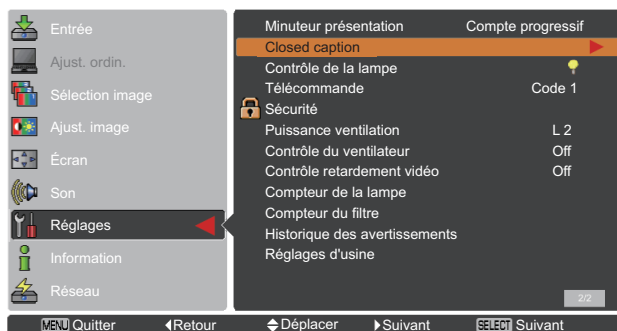 Entrée
Ajust. ordin.
Sélection image
Ajust. image
Écran
Son
Réglages
Information
Réseau
Minuteur présentation Compte progressif
Closed caption
Contrôle de la lampe
Télécommande Code 1
Sécurité
Puissance ventilation L 2
Contrôle du ventilateur Off
Contrôle retardement vidéo Off
Compteur de la lampe
Compteur du filtre
Historique des avertissements
Réglages d'usine
2/2
MENU Quitter Retour Déplacer Suivant SELECT Suivant